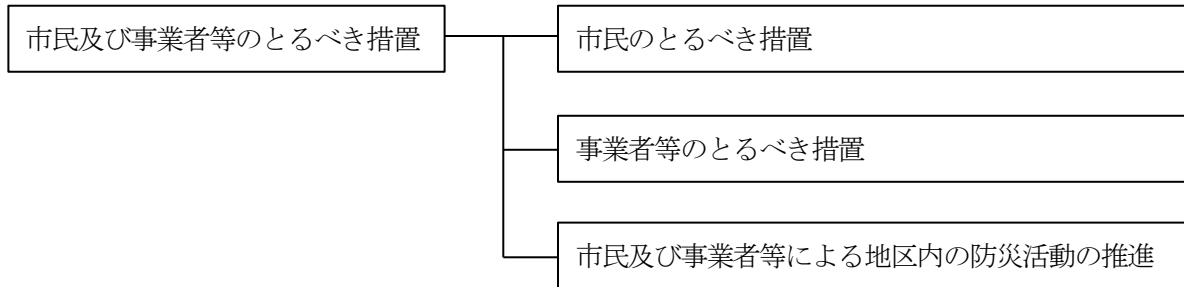 市民及び事業者等のとるべき措置
市民のとるべき措置
事業者等のとるべき措置
市民及び事業者等による地区内の防災活動の推進